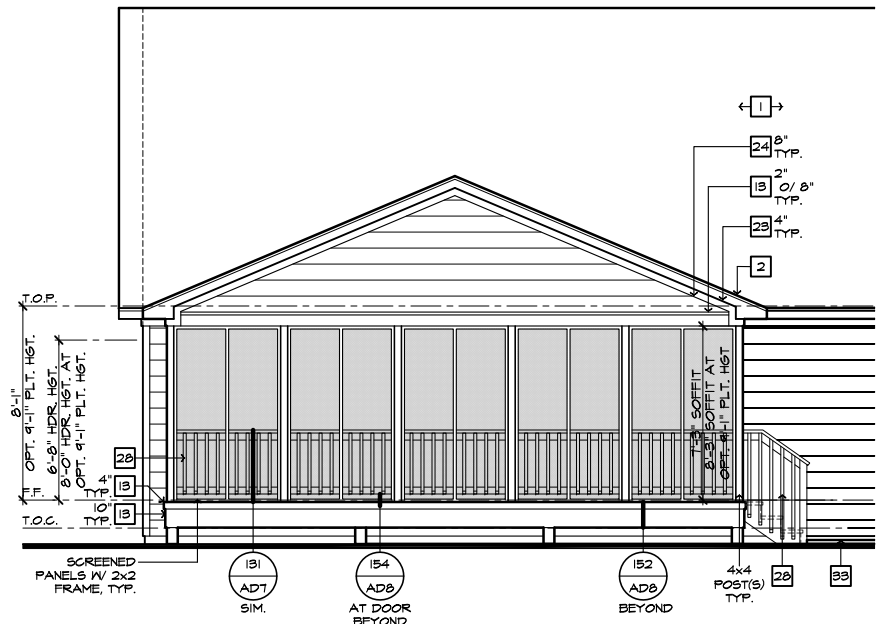 1
24 8"
TYP.
13 2"
O/ 8"
TYP.
23 4"
TYP.
2
T.O.P.
8'-1"
OPT. 9'-1" PLT. HGT.
6'-8" HDR. HGT.
8'-0" HDR. HGT. AT
OPT. 9'-1" PLT. HGT.
7'-3" SOFFIT
8'-3" SOFFIT AT
OPT. 9'-1" PLT. HGT
28
4" 13
TYP.
F.F.
10" 13
TYP.
T.O.C.
SCREENED
PANELS W/ 2x2
FRAME, TYP.
131
AD7
SIM.
154
AD8
AT DOOR
BEYOND
152
AD8
BEYOND
4x4
POST(S)
TYP.
28
33